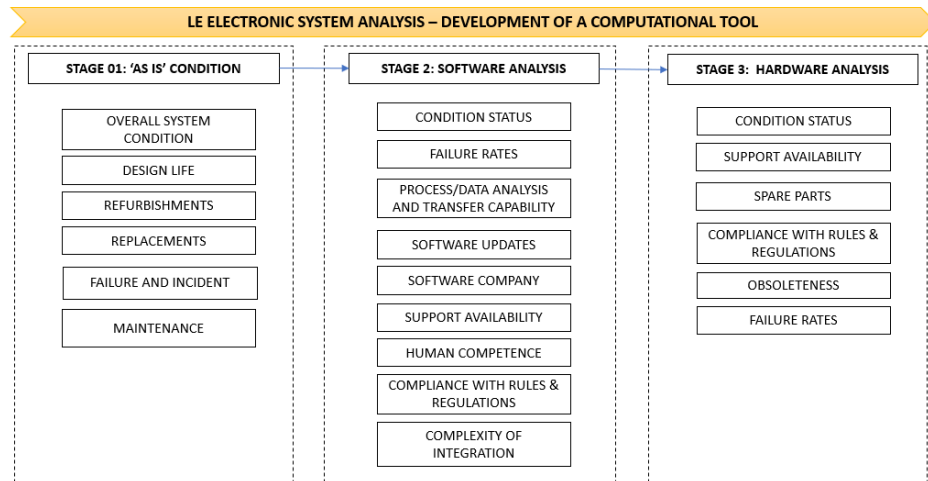 LE ELECTRONIC SYSTEM ANALYSIS – DEVELOPMENT OF A COMPUTATIONAL TOOL
STAGE 01: ‘AS IS’ CONDITION
OVERALL SYSTEM
CONDITION
DESIGN LIFE
REFURBISHMENTS
REPLACEMENTS
FAILURE AND INCIDENT
MAINTENANCE
STAGE 2: SOFTWARE ANALYSIS
CONDITION STATUS
FAILURE RATES
PROCESS/DATA ANALYSIS
AND TRANSFER CAPABILITY
SOFTWARE UPDATES
SOFTWARE COMPANY
SUPPORT AVAILABILITY
HUMAN COMPETENCE
COMPLIANCE WITH RULES &
REGULATIONS
COMPLEXITY OF
INTEGRATION
STAGE 3: HARDWARE ANALYSIS
CONDITION STATUS
SUPPORT AVAILABILITY
SPARE PARTS
COMPLIANCE WITH RULES &
REGULATIONS
OBSOLETENESS
FAILURE RATES